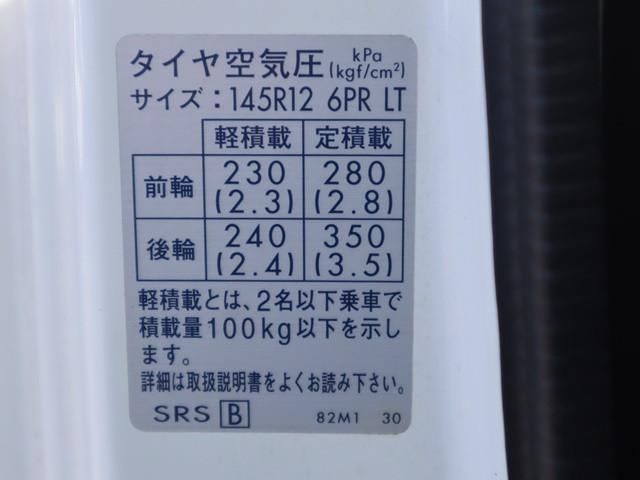 タイヤ空気圧 kPa (kgf/cm²)
サイズ：145R12 6PR LT
軽積載 定積載
前輪 230 (2.3) 280 (2.8)
後輪 240 (2.4) 350 (3.5)
軽積載とは、2名以下乗車で
積載量100kg以下を示し
ます。
詳細は取扱説明書をよくお読み下さい。
SRS B 82M1 30